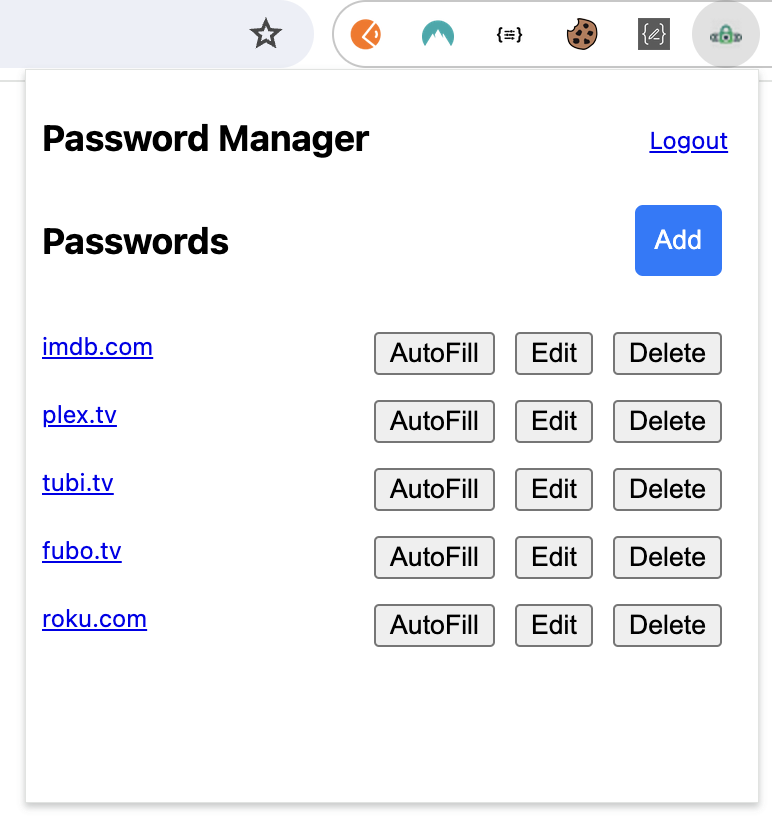 Password Manager Logout
Passwords Add
imdb.com AutoFill Edit Delete
plex.tv AutoFill Edit Delete
tubi.tv AutoFill Edit Delete
fubo.tv AutoFill Edit Delete
roku.com AutoFill Edit Delete